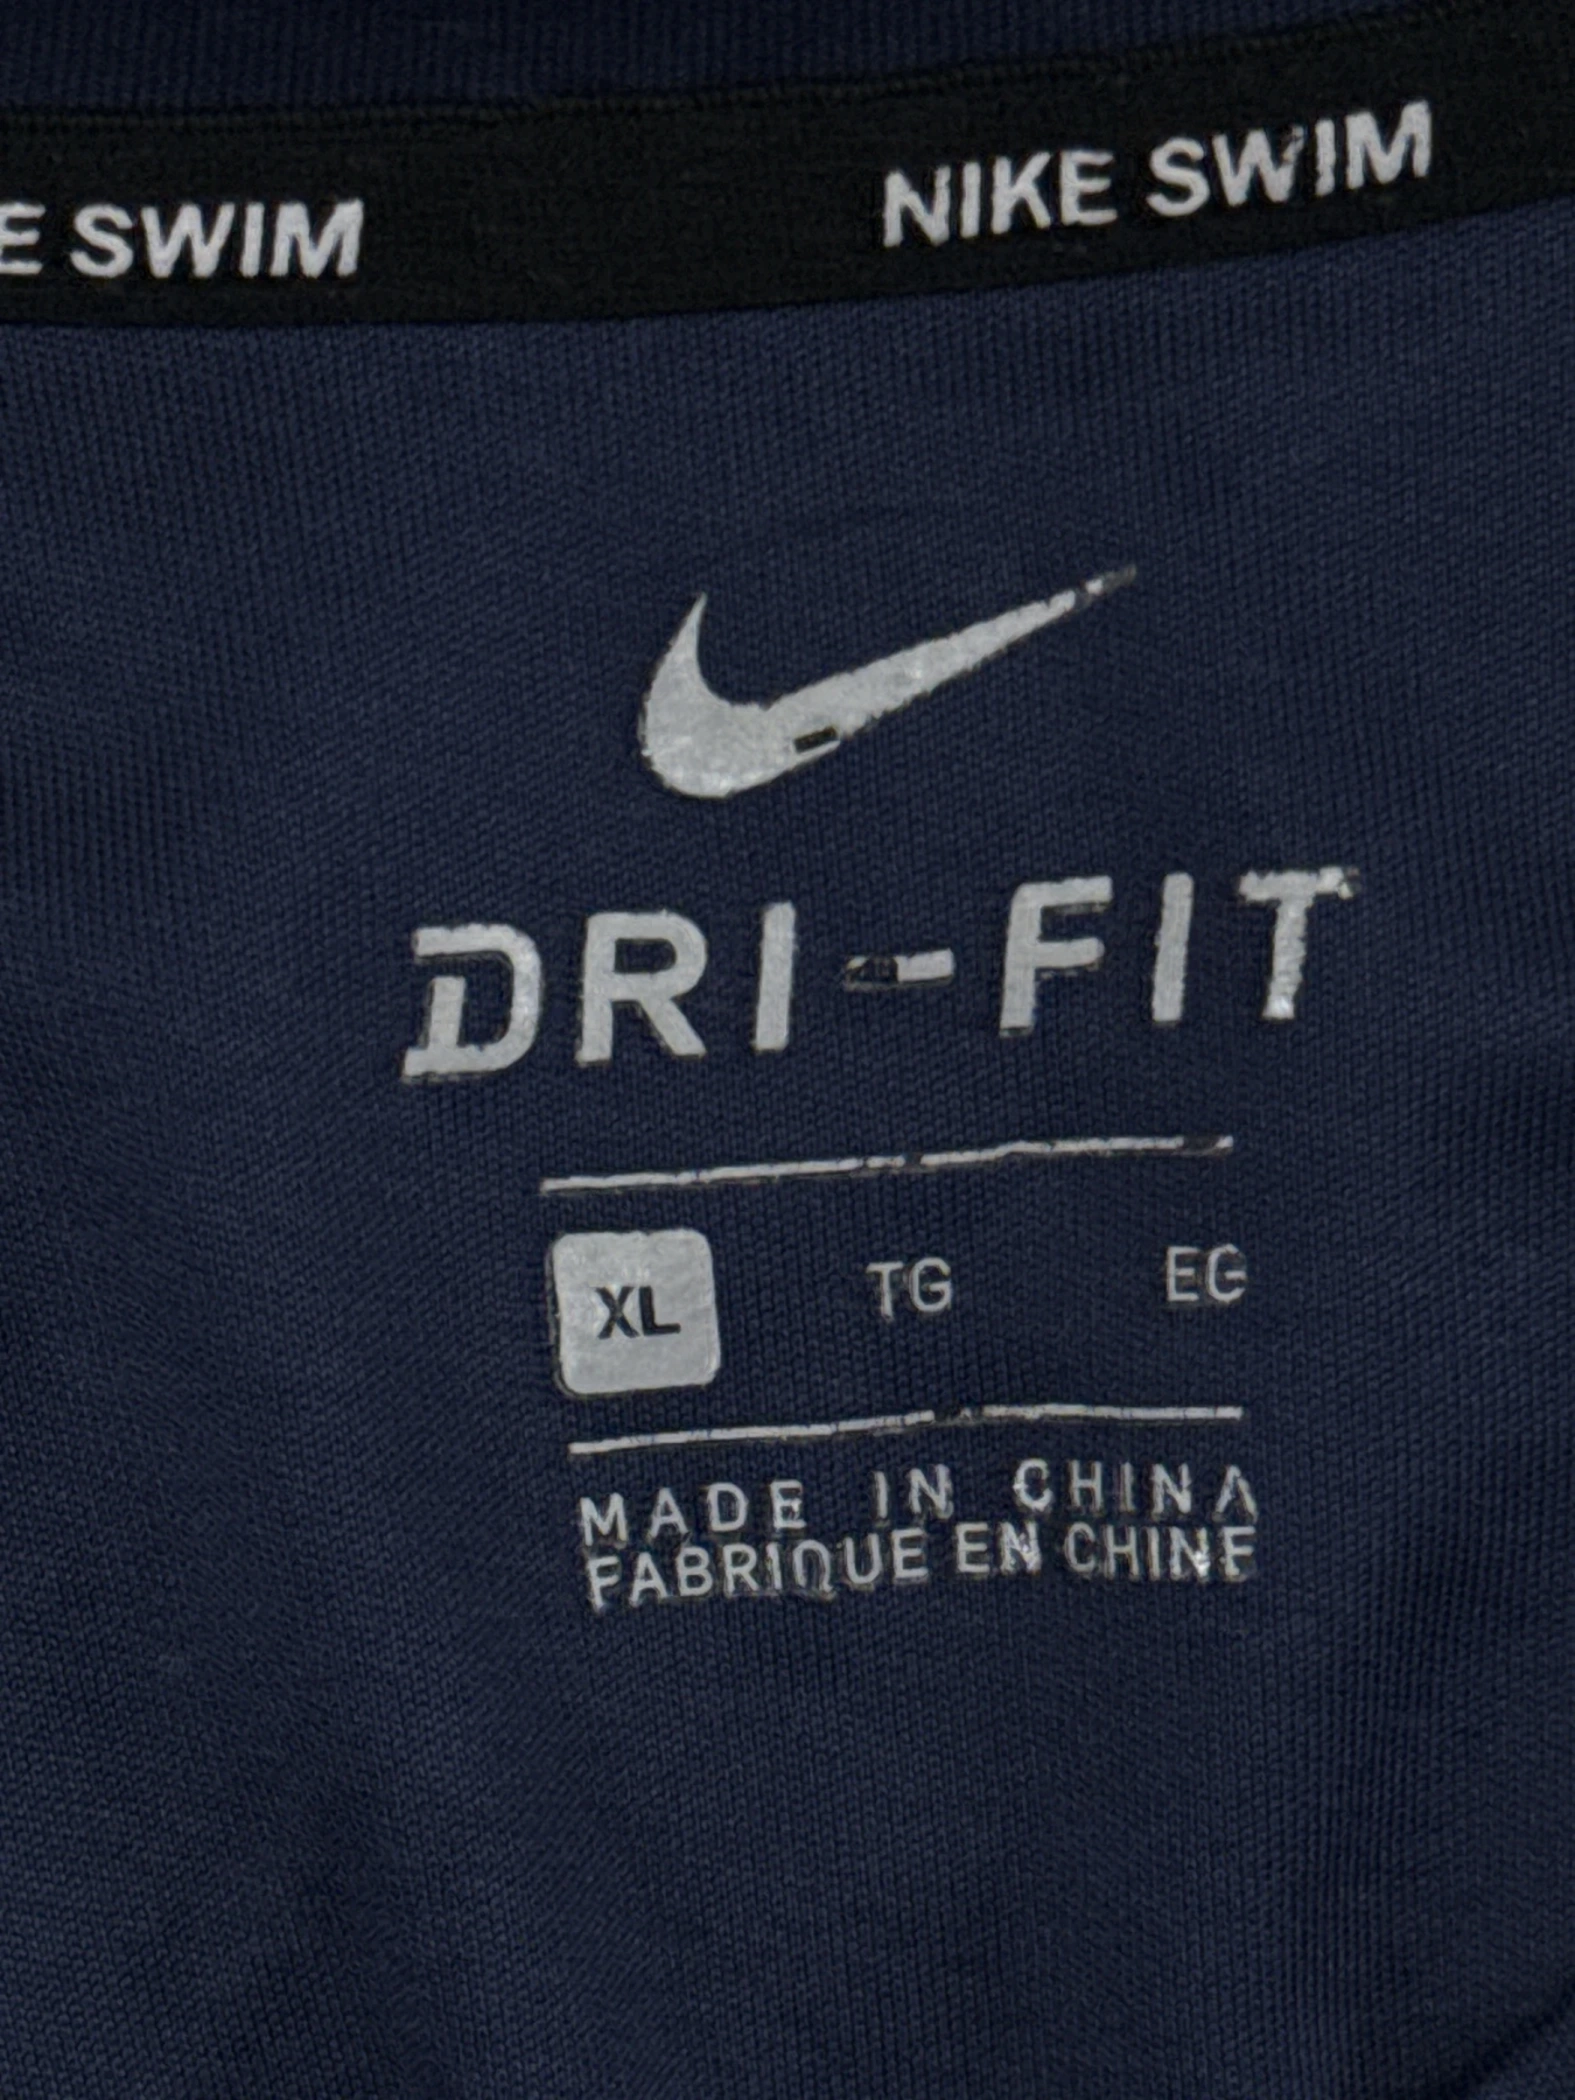 E SWIM NIKE SWIM
DRI-FIT
XL TG EG
MADE IN CHINA
FABRIQUE EN CHINE